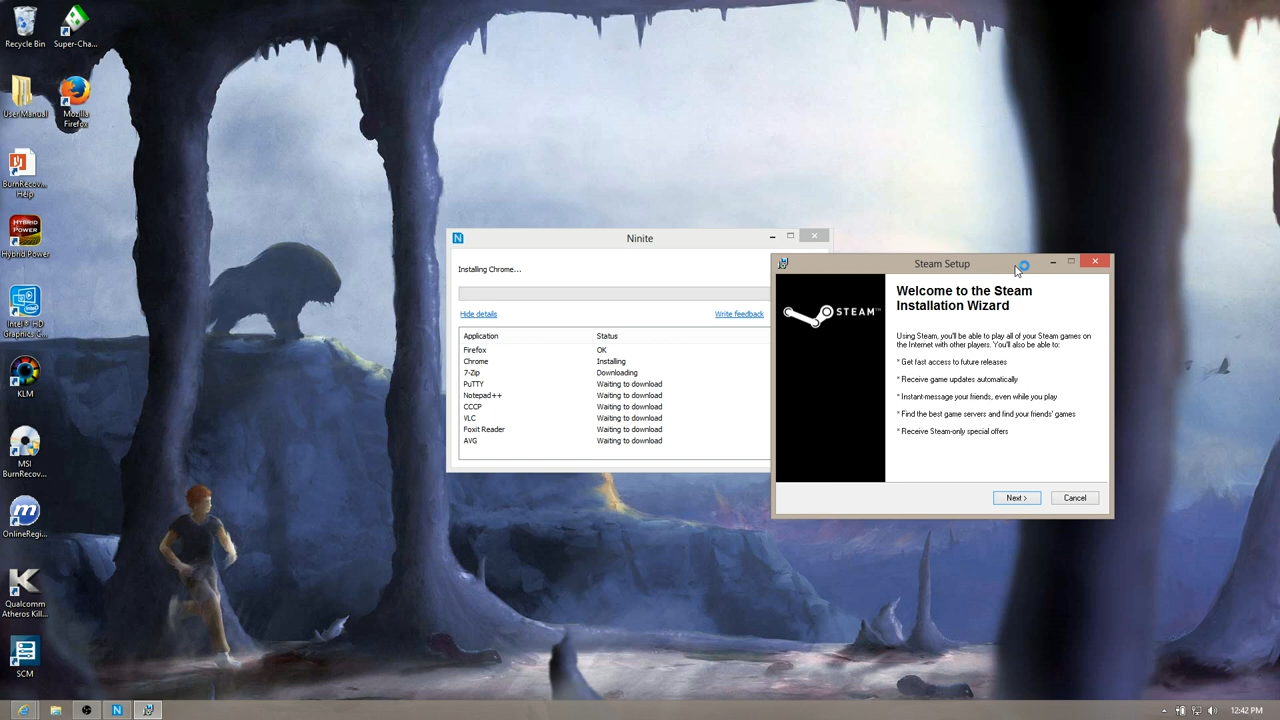 Recycle Bin
Super-Cha...
User Manual
Mozilla
Firefox
BurnRecov...
Help
HYBRID
POWER
Hybrid Power
Intel® HD
Graphics C...
KLM
MSI
BurnRecov...
OnlineRegi...
Qualcomm
Atheros Kill...
SCM
Ninite
Installing Chrome...
Hide details
Write feedback
Application Status
Firefox OK
Chrome Installing
7-Zip Downloading
PuTTY Waiting to download
Notepad++ Waiting to download
CCCP Waiting to download
VLC Waiting to download
Foxit Reader Waiting to download
AVG Waiting to download
Steam Setup
STEAM™
Welcome to the Steam
Installation Wizard
Using Steam, you'll be able to play all of your Steam games on
the Internet with other players. You'll also be able to:
* Get fast access to future releases
* Receive game updates automatically
* Instant-message your friends, even while you play
* Find the best game servers and find your friends' games
* Receive Steam-only special offers
Next >
Cancel
12:42 PM